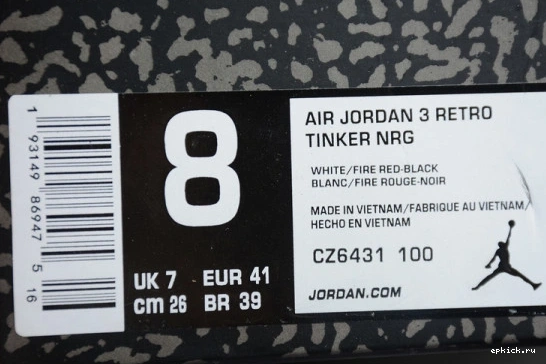 1 93149 86947 5 16
8
UK 7 EUR 41
cm 26 BR 39
AIR JORDAN 3 RETRO
TINKER NRG
WHITE/FIRE RED-BLACK
BLANC/FIRE ROUGE-NOIR
MADE IN VIETNAM/FABRIQUE AU VIETNAM/
HECHO EN VIETNAM
CZ6431 100
JORDAN.COM
epkick.ru